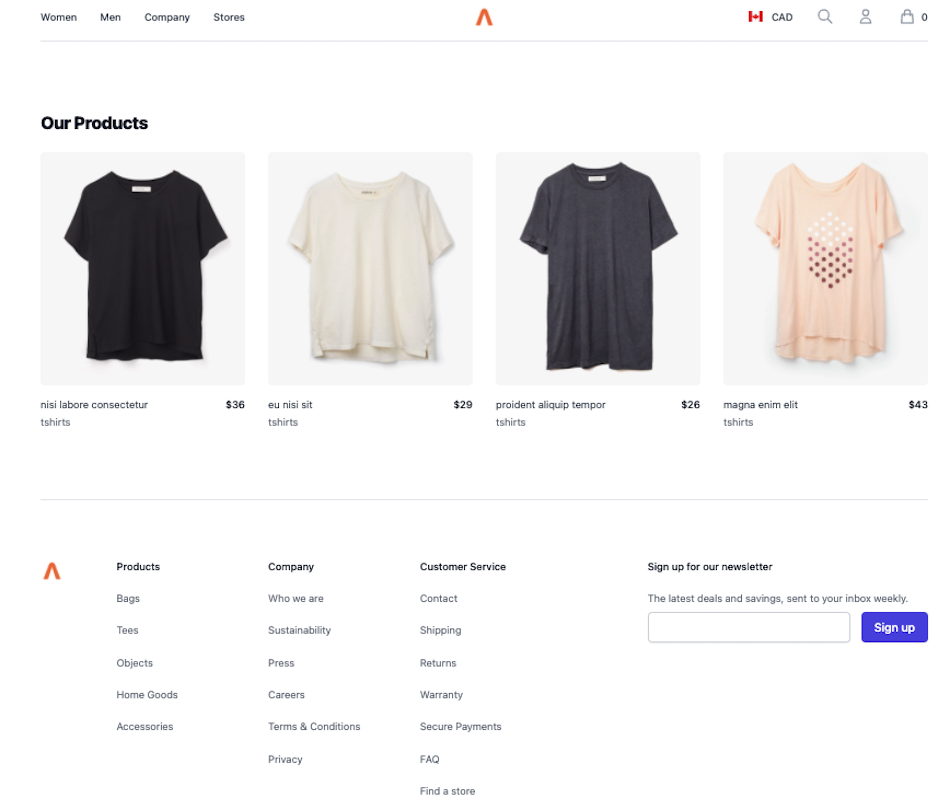 Women Men Company Stores CAD 0
Our Products
nisi labore consectetur $36
tshirts
eu nisi sit $29
tshirts
proident aliquip tempor $26
tshirts
magna enim elit $43
tshirts
Products
Bags
Tees
Objects
Home Goods
Accessories
Company
Who we are
Sustainability
Press
Careers
Terms & Conditions
Privacy
Customer Service
Contact
Shipping
Returns
Warranty
Secure Payments
FAQ
Find a store
Sign up for our newsletter
The latest deals and savings, sent to your inbox weekly.
Sign up